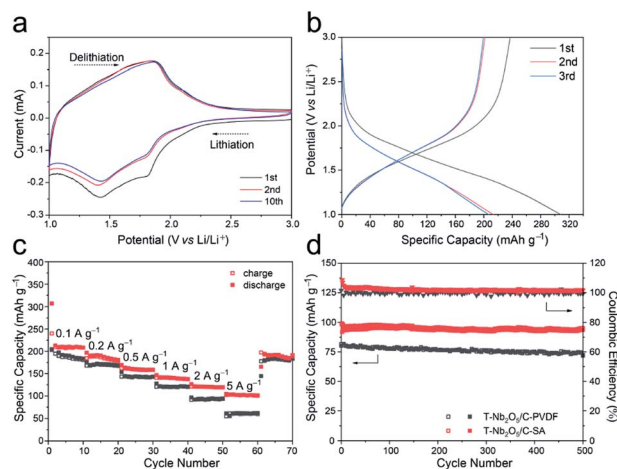 a
0.3
0.2
0.1
0.0
-0.1
-0.2
-0.3
Current (mA)
Delithiation
Lithiation
1st
2nd
10th
1.0 1.5 2.0 2.5 3.0
Potential (V vs Li/Li⁺)
b
3.0
2.5
2.0
1.5
1.0
Potential (V vs Li/Li⁺)
1st
2nd
3rd
0 40 80 120 160 200 240 280 320
Specific Capacity (mAh g⁻¹)
c
400
350
300
250
200
150
100
50
0
Specific Capacity (mAh g⁻¹)
charge
discharge
0.1 A g⁻¹
0.2 A g⁻¹
0.5 A g⁻¹
1 A g⁻¹
2 A g⁻¹
5 A g⁻¹
0 10 20 30 40 50 60 70
Cycle Number
d
150
125
100
75
50
25
0
Specific Capacity (mAh g⁻¹)
120
100
80
60
40
20
0
Coulombic Efficiency (%)
T-Nb₂O₅/C-PVDF
T-Nb₂O₅/C-SA
0 100 200 300 400 500
Cycle Number